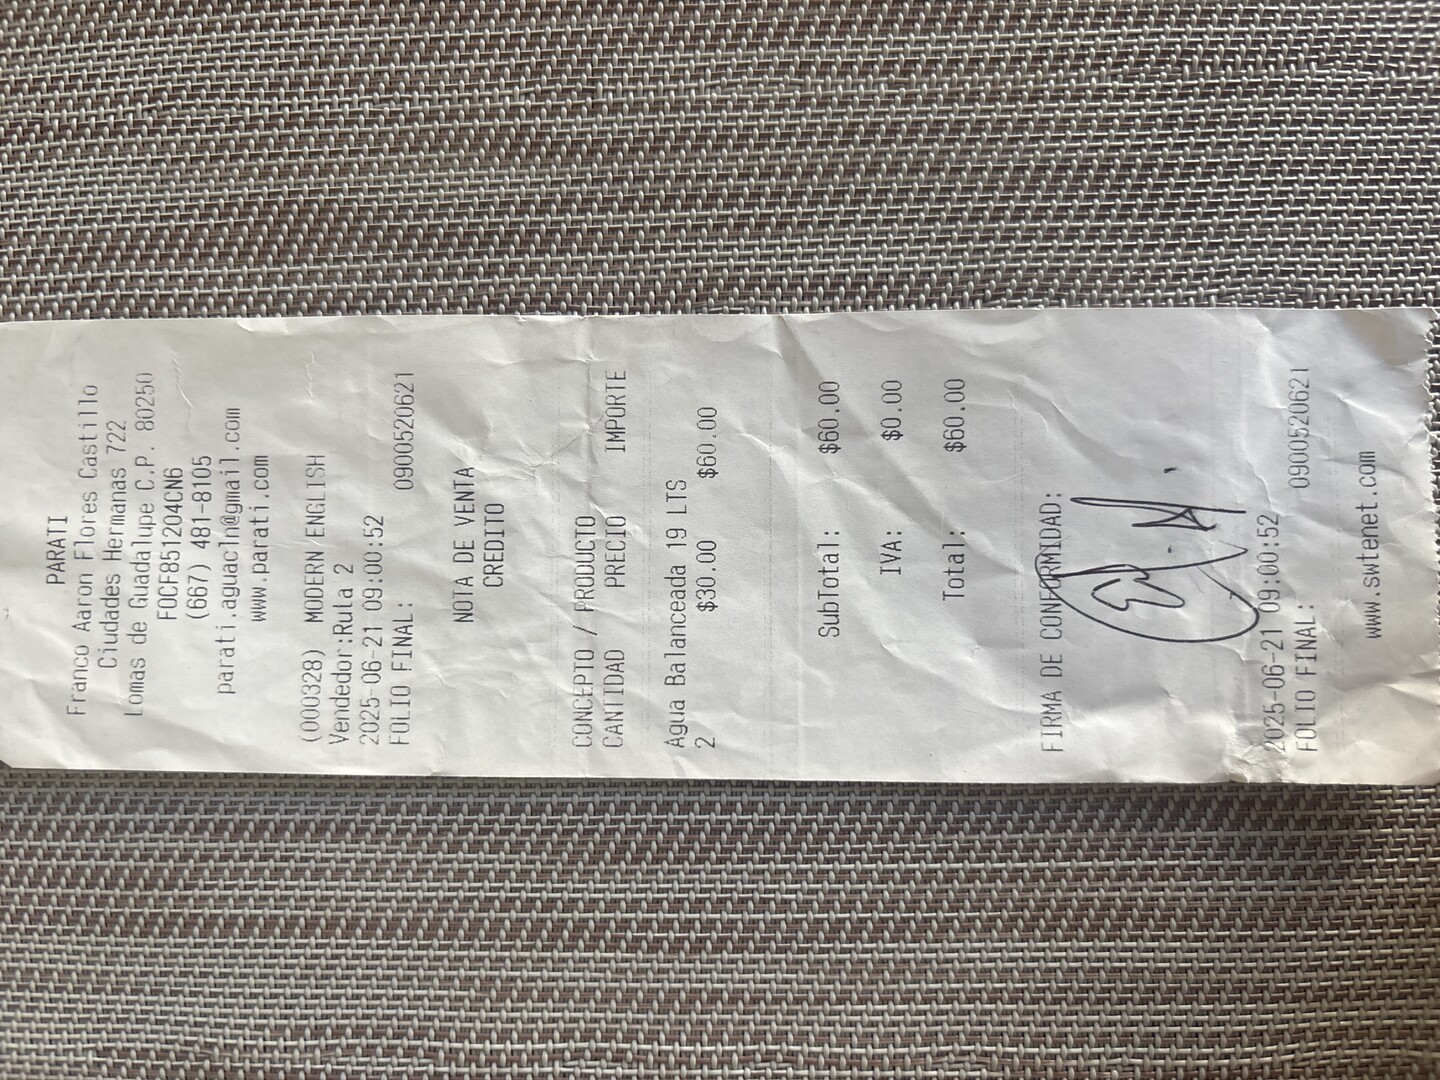 PARATI
Franco Aaron Flores Castillo
Ciudades Hermanas 722
Lomas de Guadalupe C.P. 80250
FOCF851204CN6
(667) 481-8105
parati.aguacln@gmail.com
www.parati.com
(000328) MODERN ENGLISH
Vendedor:Ruta 2
2025-06-21 09:00:52
FOLIO FINAL: 0900520621
NOTA DE VENTA
CREDITO
CONCEPTO / PRODUCTO
CANTIDAD PRECIO IMPORTE
Agua Balanceada 19 LTS
2 $30.00 $60.00
SubTotal: $60.00
IVA: $0.00
Total: $60.00
FIRMA DE CONFORMIDAD:
2025-06-21 09:00:52
FOLIO FINAL: 0900520621
www.swtenet.com